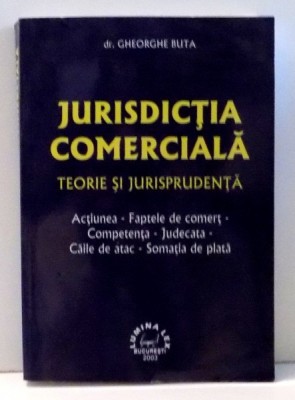 dr. GHEORGHE BUTA
JURISDICŢIA
COMERCIALĂ
TEORIE ŞI JURISPRUDENŢĂ
Acţiunea - Faptele de comerţ -
Competenţa - Judecata -
Căile de atac - Somaţia de plată
LUMINA LEX
BUCUREŞTI
2003